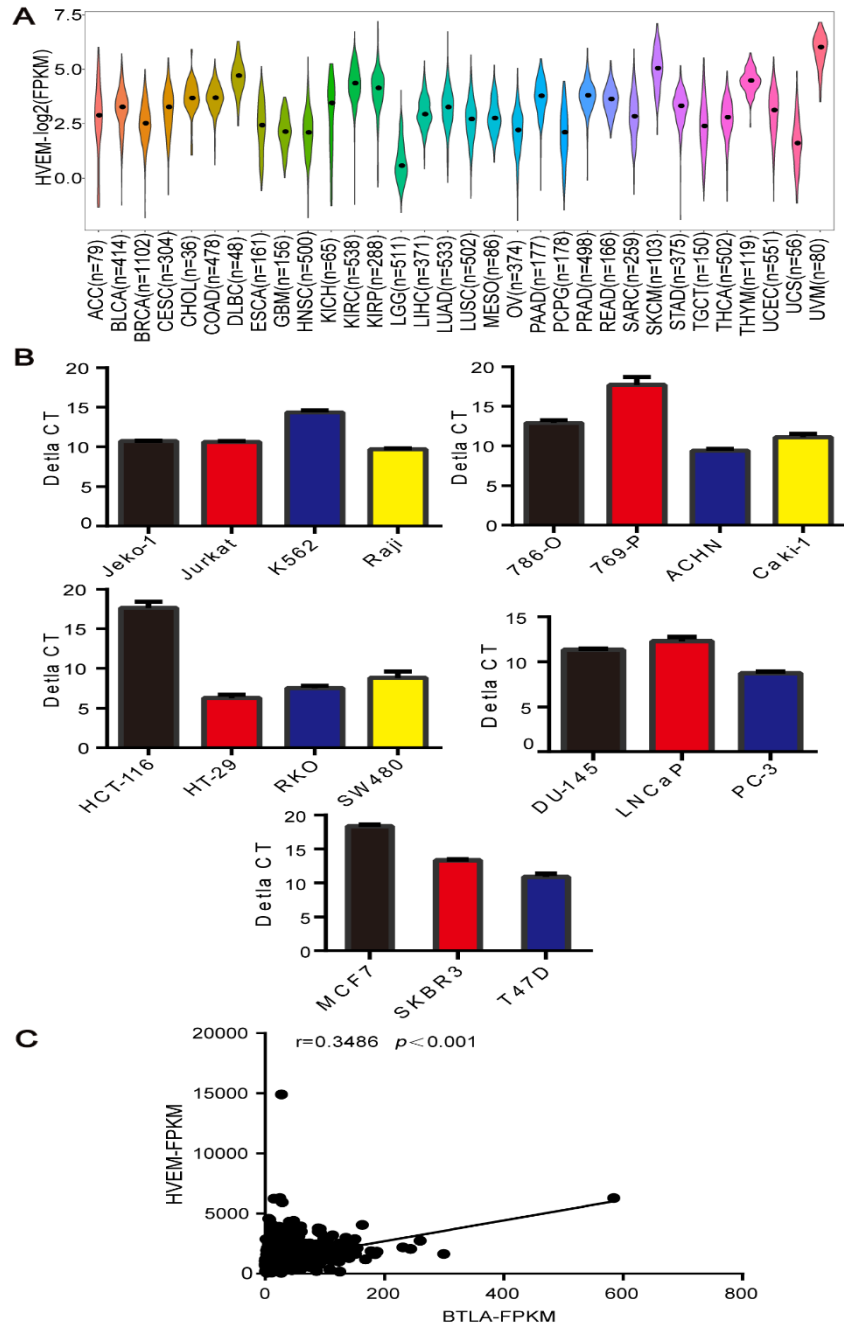 A
HVEM-log2(FPKM)
7.5
5.0
2.5
0.0
ACC(n=79)
BLCA(n=414)
BRCA(n=1102)
CESC(n=304)
CHOL(n=36)
COAD(n=478)
DLBC(n=48)
ESCA(n=161)
GBM(n=156)
HNSC(n=500)
KICH(n=65)
KIRC(n=538)
KIRP(n=288)
LGG(n=511)
LIHC(n=371)
LUAD(n=533)
LUSC(n=502)
MESO(n=86)
OV(n=374)
PAAD(n=177)
PCPG(n=178)
PRAD(n=498)
READ(n=166)
SARC(n=259)
SKCM(n=103)
STAD(n=375)
TGCT(n=150)
THCA(n=502)
THYM(n=119)
UCEC(n=551)
UCS(n=56)
UVM(n=80)
B
Detla CT
20
15
10
5
0
Jeko-1
Jurkat
K562
Raji
Detla CT
20
15
10
5
0
786-O
769-P
ACHN
Caki-1
Detla CT
20
15
10
5
0
HCT-116
HT-29
RKO
SW480
Detla CT
15
10
5
0
DU-145
LNCaP
PC-3
Detla CT
20
15
10
5
0
MCF7
SKBR3
T47D
C
r=0.3486 p<0.001
HVEM-FPKM
20000
15000
10000
5000
0
0 200 400 600 800
BTLA-FPKM